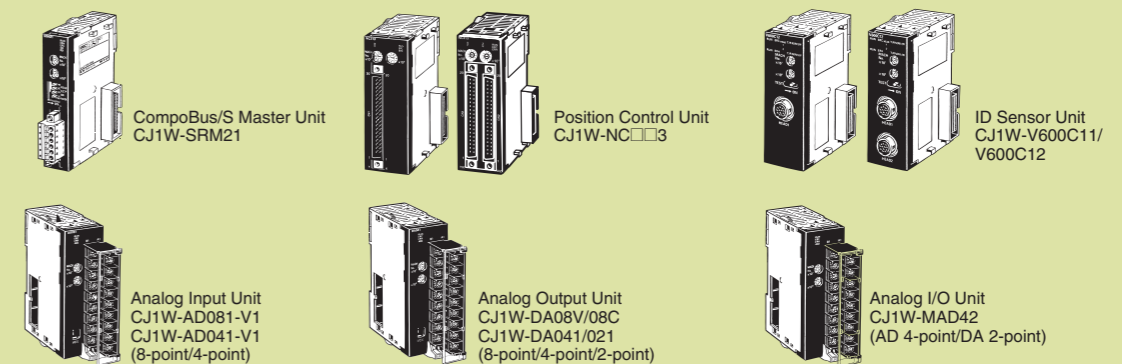 CompoBus/S Master Unit
CJ1W-SRM21
Position Control Unit
CJ1W-NC□□3
ID Sensor Unit
CJ1W-V600C11/
V600C12
Analog Input Unit
CJ1W-AD081-V1
CJ1W-AD041-V1
(8-point/4-point)
Analog Output Unit
CJ1W-DA08V/08C
CJ1W-DA041/021
(8-point/4-point/2-point)
Analog I/O Unit
CJ1W-MAD42
(AD 4-point/DA 2-point)